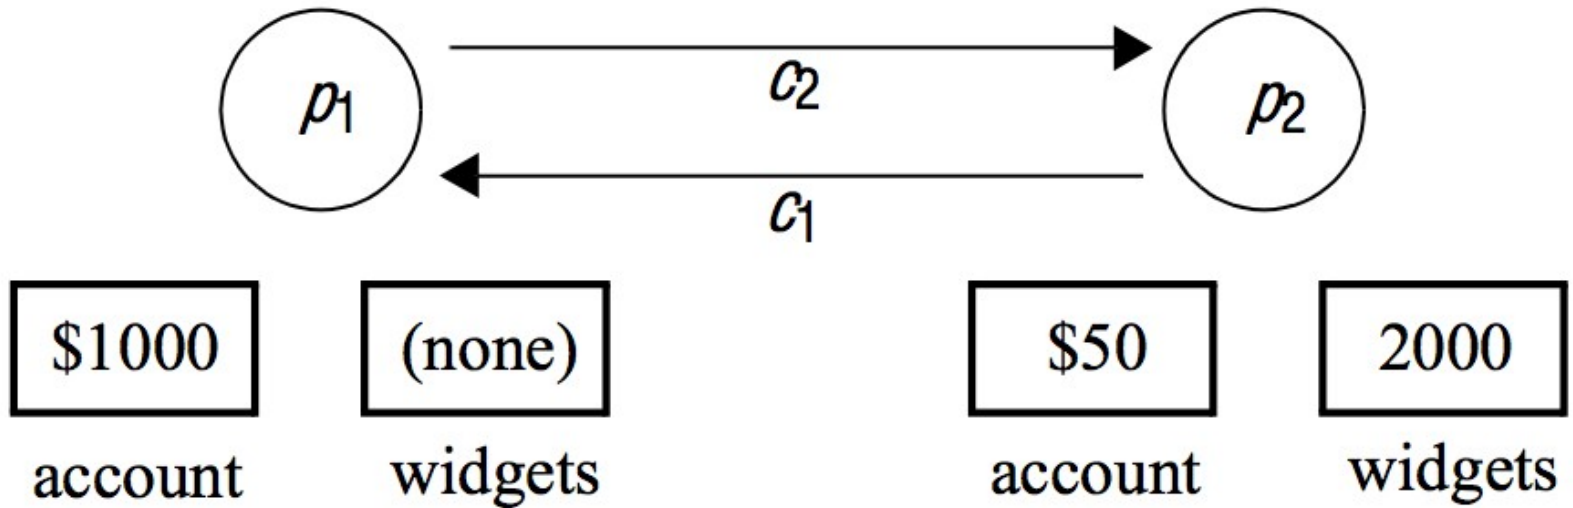 p1 c2 p2
c1
$1000 (none) $50 2000
account widgets account widgets